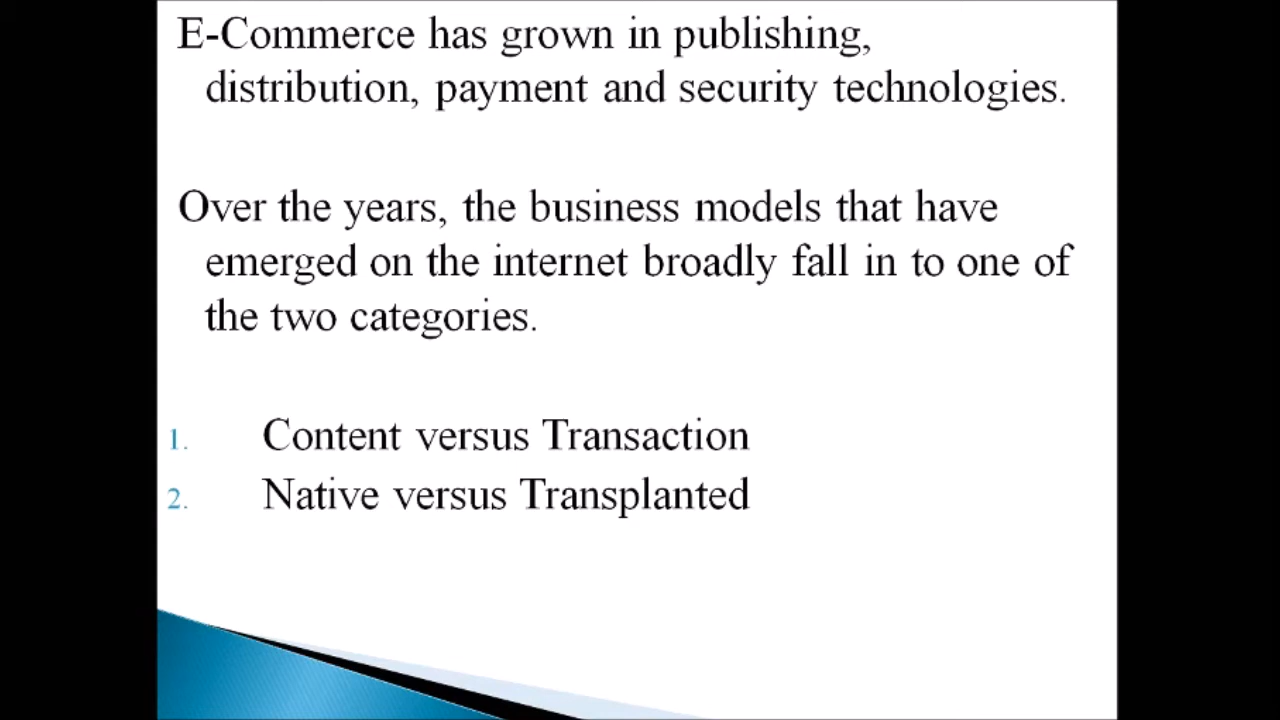 E-Commerce has grown in publishing,
distribution, payment and security technologies.
Over the years, the business models that have
emerged on the internet broadly fall in to one of
the two categories.
1. Content versus Transaction
2. Native versus Transplanted